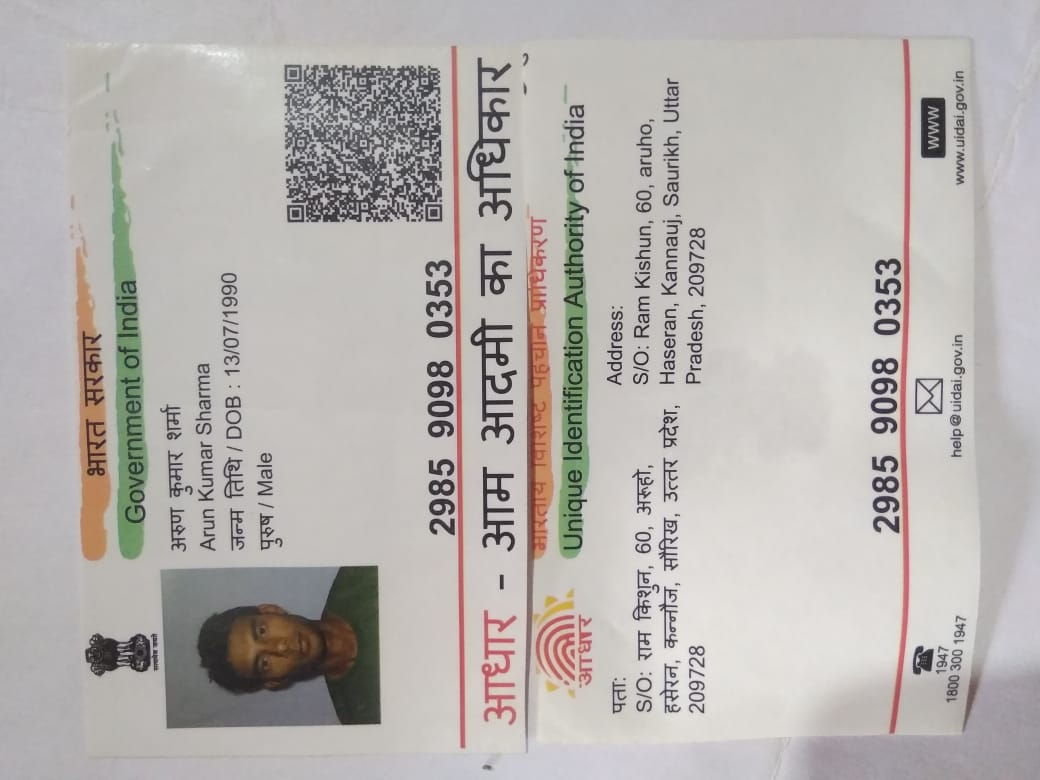 भारत सरकार
Government of India
सत्यमेव जयते
अरुण कुमार शर्मा
Arun Kumar Sharma
जन्म तिथि / DOB : 13/07/1990
पुरुष / Male
2985 9098 0353
आधार - आम आदमी का अधिकार
भारतीय विशिष्ट पहचान प्राधिकरण
Unique Identification Authority of India
आधार
पता:
S/O: राम किशुन, 60, अरूहो,
हसेरन, कन्नौज, सौरिख, उत्तर प्रदेश,
209728
Address:
S/O: Ram Kishun, 60, aruho,
Haseran, Kannauj, Saurikh, Uttar
Pradesh, 209728
2985 9098 0353
1947
1800 300 1947
help@uidai.gov.in
WWW
www.uidai.gov.in